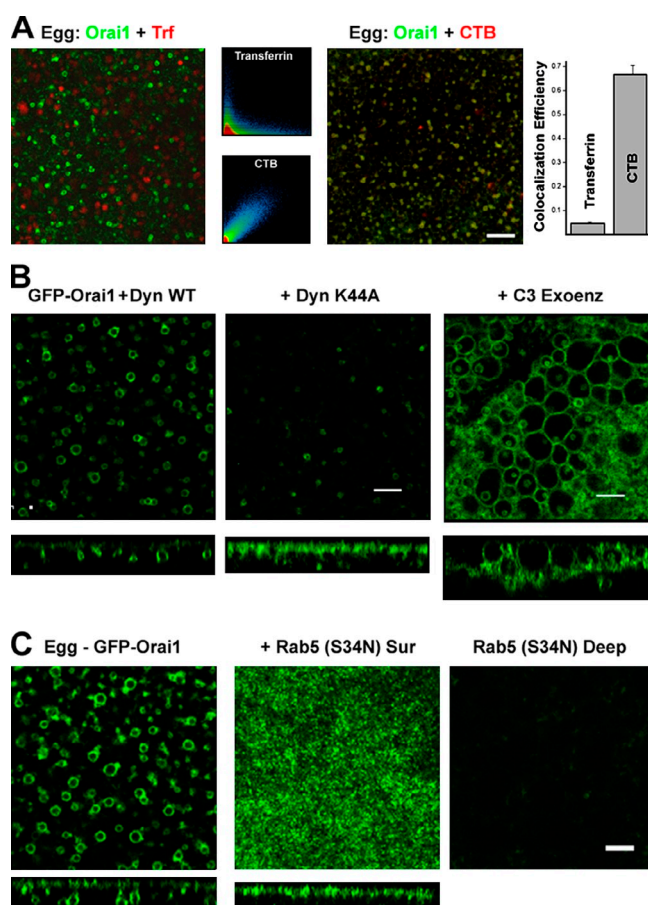 A
Egg: Orai1 + Trf
Transferrin
CTB
Egg: Orai1 + CTB
Colocalization Efficiency
0.7
0.6
0.5
0.4
0.3
0.2
0.1
Transferrin
CTB
B
GFP-Orai1+Dyn WT
+ Dyn K44A
+ C3 Exoenz
C
Egg - GFP-Orai1
+ Rab5 (S34N) Sur
Rab5 (S34N) Deep